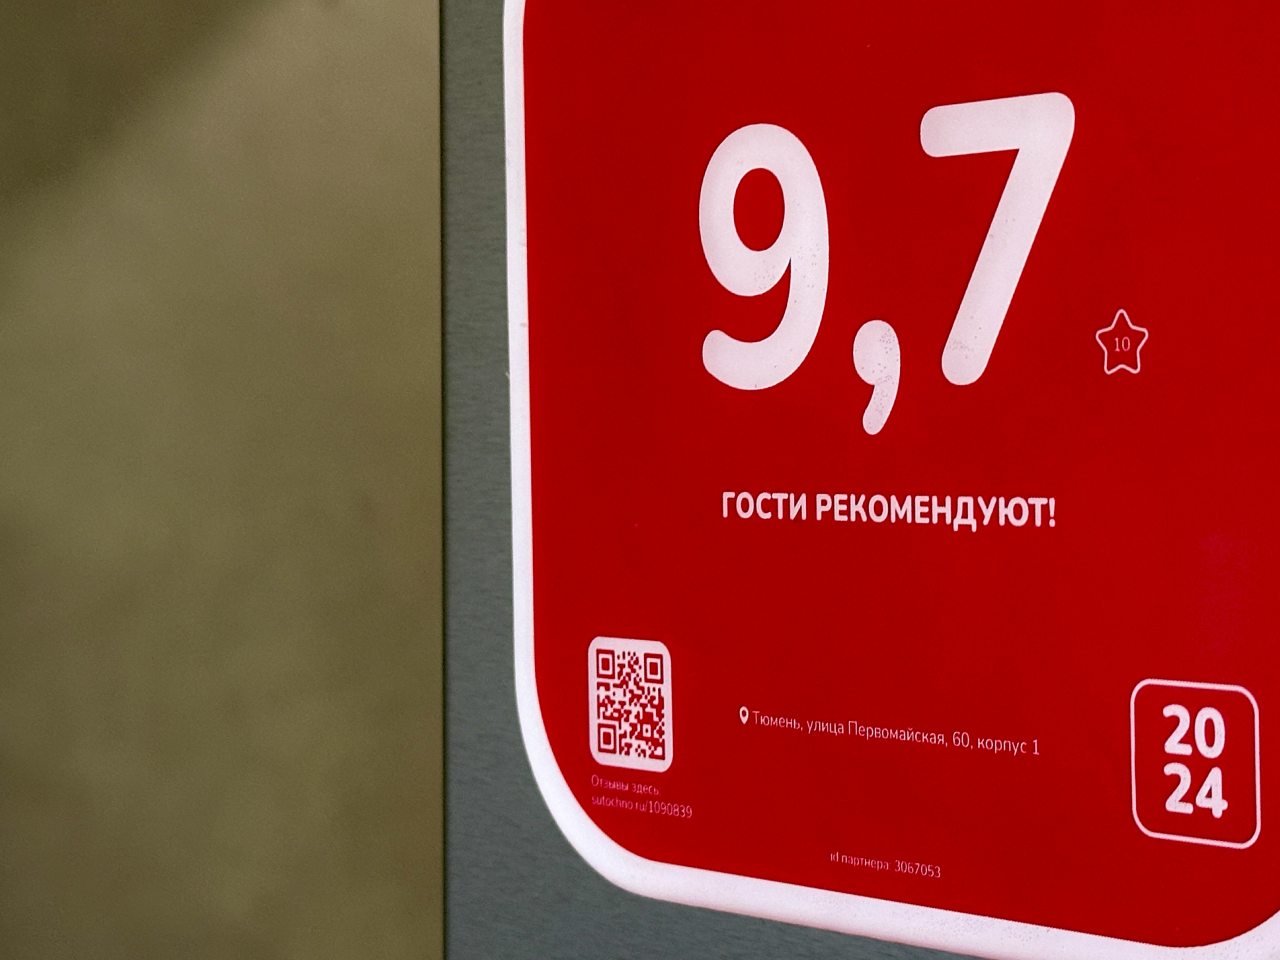 9,7
10
ГОСТИ РЕКОМЕНДУЮТ!
Тюмень, улица Первомайская, 60, корпус 1
20
24
Отзывы здесь:
sutochno.ru/1090839
id партнера: 3067053